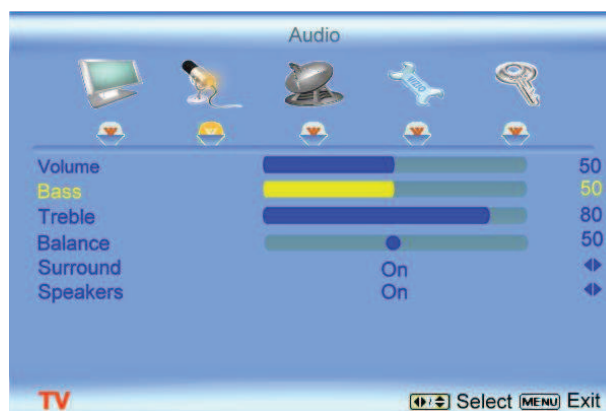 Audio
Volume 50
Bass 50
Treble 80
Balance 50
Surround On
Speakers On
TV Select MENU Exit